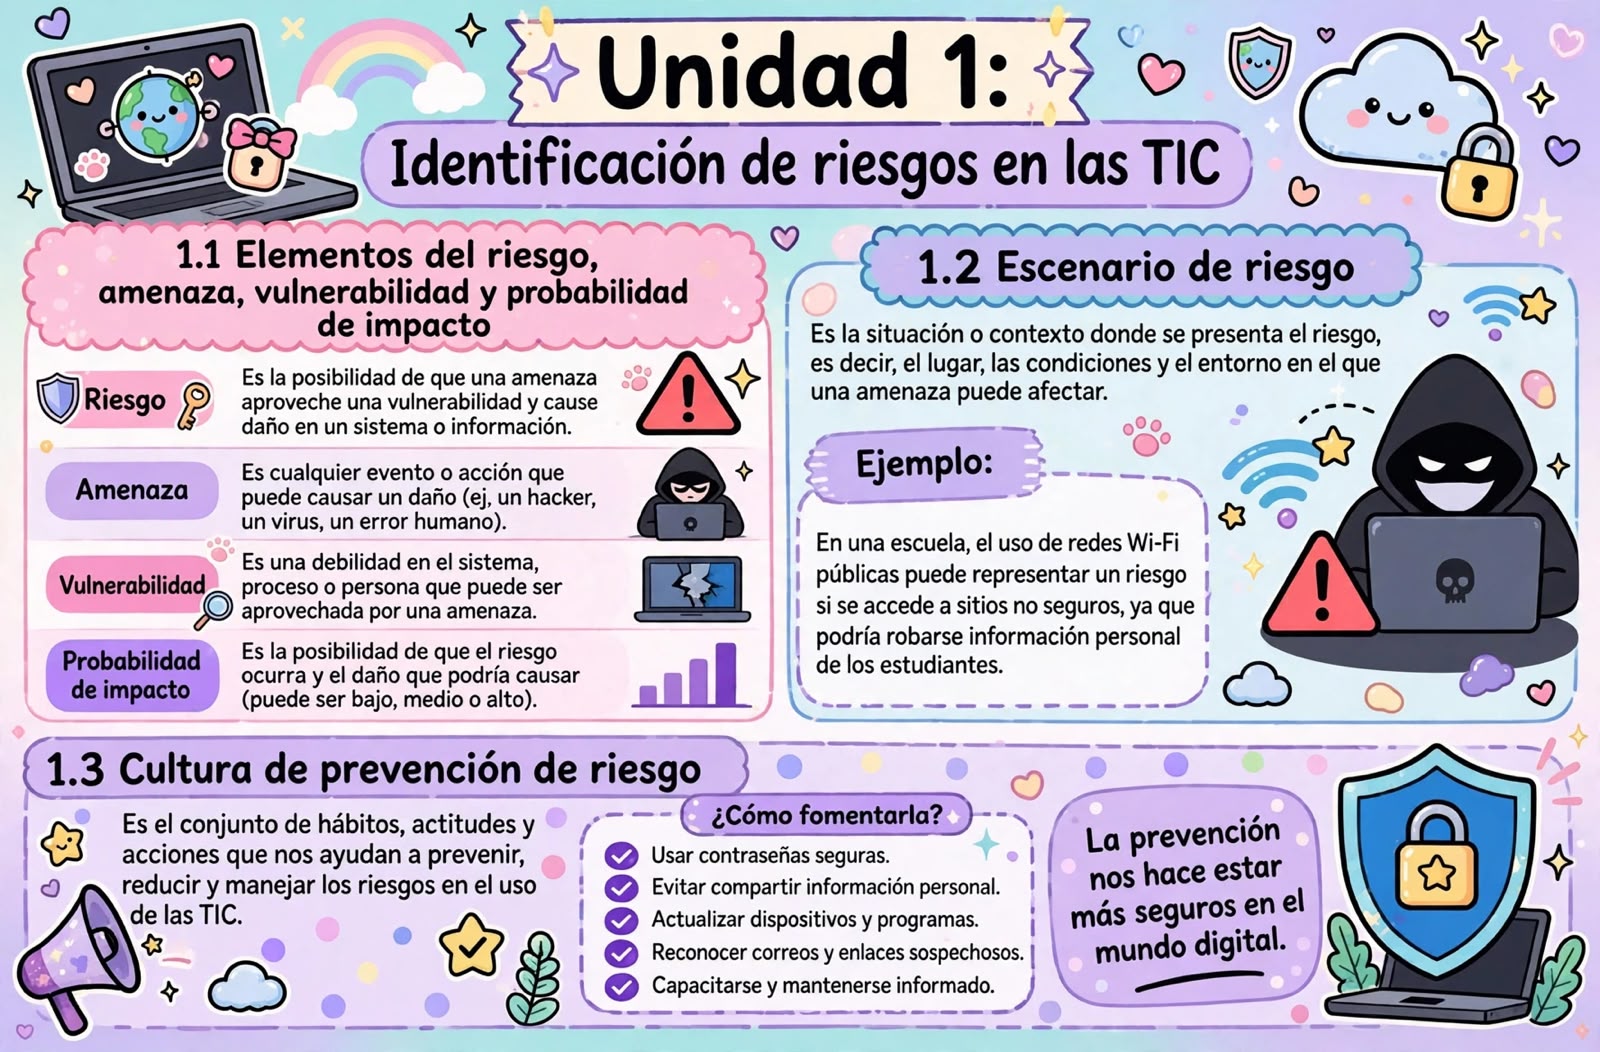 Unidad 1:
Identificación de riesgos en las TIC
1.1 Elementos del riesgo,
amenaza, vulnerabilidad y probabilidad
de impacto
Riesgo
Es la posibilidad de que una amenaza
aproveche una vulnerabilidad y cause
daño en un sistema o información.
Amenaza
Es cualquier evento o acción que
puede causar un daño (ej, un hacker,
un virus, un error humano).
Vulnerabilidad
Es una debilidad en el sistema,
proceso o persona que puede ser
aprovechada por una amenaza.
Probabilidad
de impacto
Es la posibilidad de que el riesgo
ocurra y el daño que podría causar
(puede ser bajo, medio o alto).
1.2 Escenario de riesgo
Es la situación o contexto donde se presenta el riesgo,
es decir, el lugar, las condiciones y el entorno en el que
una amenaza puede afectar.
Ejemplo:
En una escuela, el uso de redes Wi-Fi
públicas puede representar un riesgo
si se accede a sitios no seguros, ya que
podría robarse información personal
de los estudiantes.
1.3 Cultura de prevención de riesgo
Es el conjunto de hábitos, actitudes y
acciones que nos ayudan a prevenir,
reducir y manejar los riesgos en el uso
de las TIC.
¿Cómo fomentarla?
Usar contraseñas seguras.
Evitar compartir información personal.
Actualizar dispositivos y programas.
Reconocer correos y enlaces sospechosos.
Capacitarse y mantenerse informado.
La prevención
nos hace estar
más seguros en el
mundo digital.